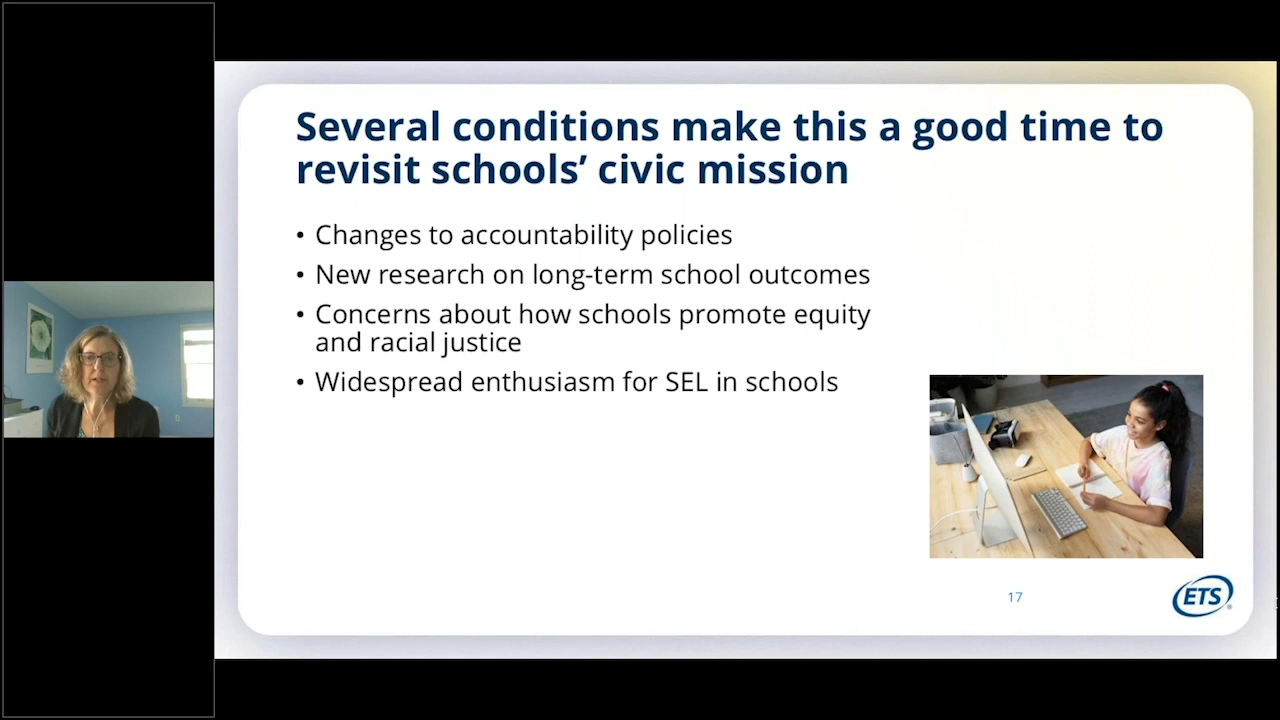 Several conditions make this a good time to
revisit schools’ civic mission
• Changes to accountability policies
• New research on long-term school outcomes
• Concerns about how schools promote equity
and racial justice
• Widespread enthusiasm for SEL in schools
17
ETS